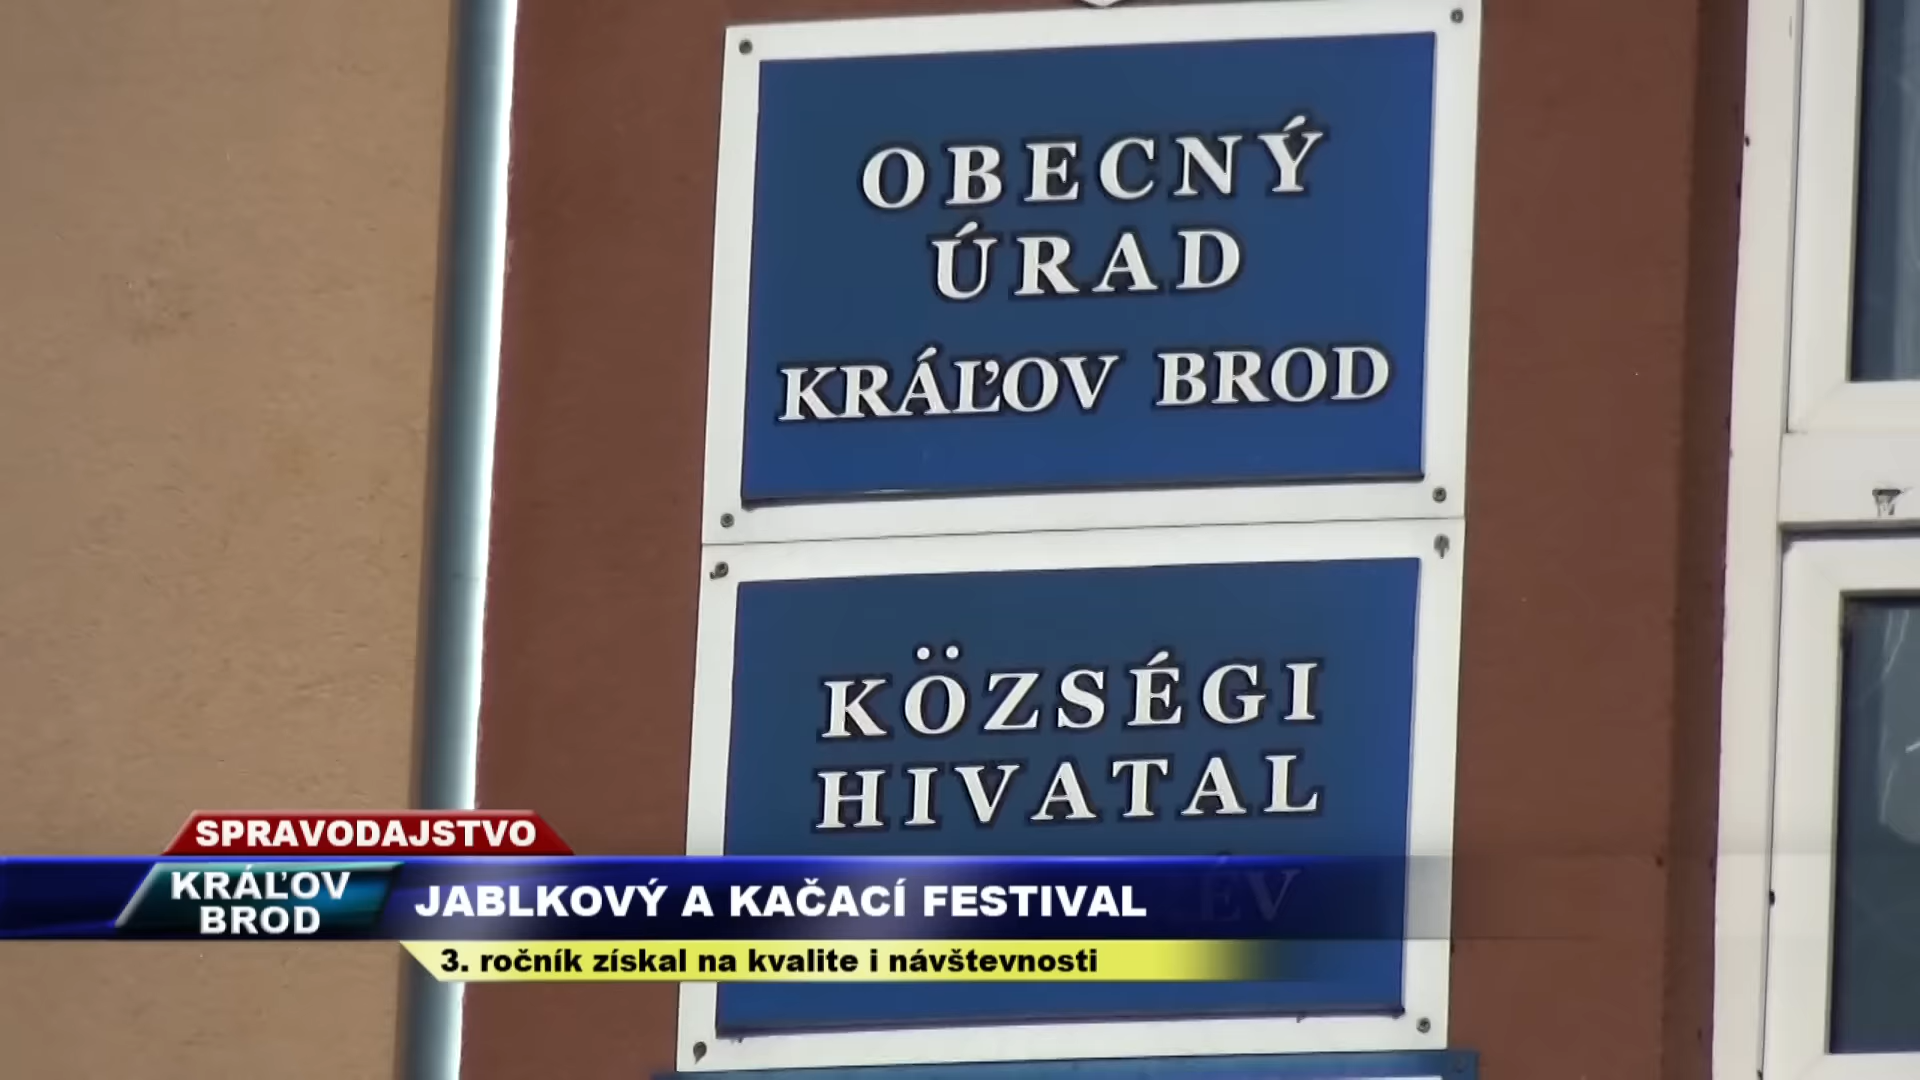 OBECNÝ
ÚRAD
KRÁĽOV BROD
KÖZSÉGI
HIVATAL
SPRAVODAJSTVO
KRÁĽOV
BROD
JABLKOVÝ A KAČACÍ FESTIVAL
3. ročník získal na kvalite i návštevnosti